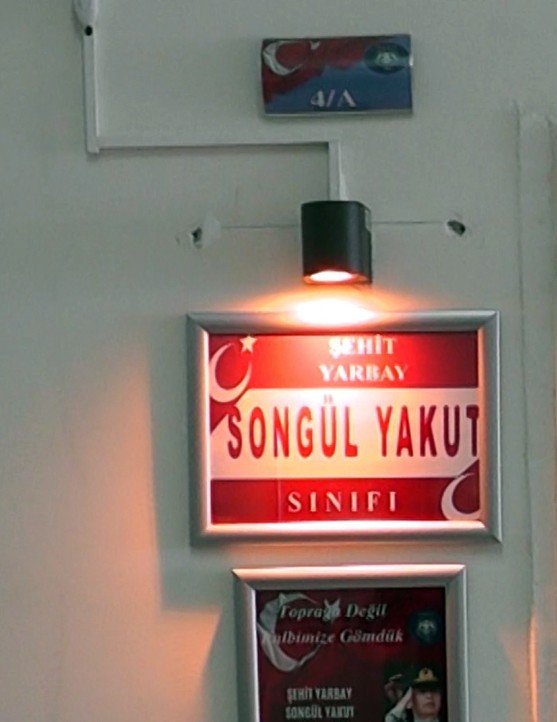 4/A
ŞEHİT
YARBAY
SONGÜL YAKUT
SINIFI
Toprağa Değil
Kalbimize Gömdük
ŞEHİT YARBAY
SONGÜL YAKUT